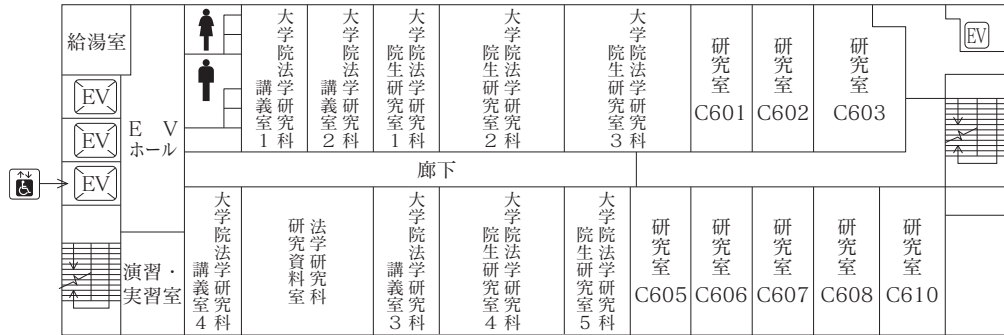 給湯室
EV
EV
EV
E V
ホール
大学院法学研究科
講義室1
大学院法学研究科
講義室2
大学院法学研究科
院生研究室1
大学院法学研究科
院生研究室2
大学院法学研究科
院生研究室3
研究室
C601
研究室
C602
研究室
C603
EV
廊下
演習・
実習室
大学院法学研究科
講義室4
法学研究科
研究資料室
大学院法学研究科
講義室3
大学院法学研究科
院生研究室4
大学院法学研究科
院生研究室5
研究室
C605
研究室
C606
研究室
C607
研究室
C608
研究室
C610